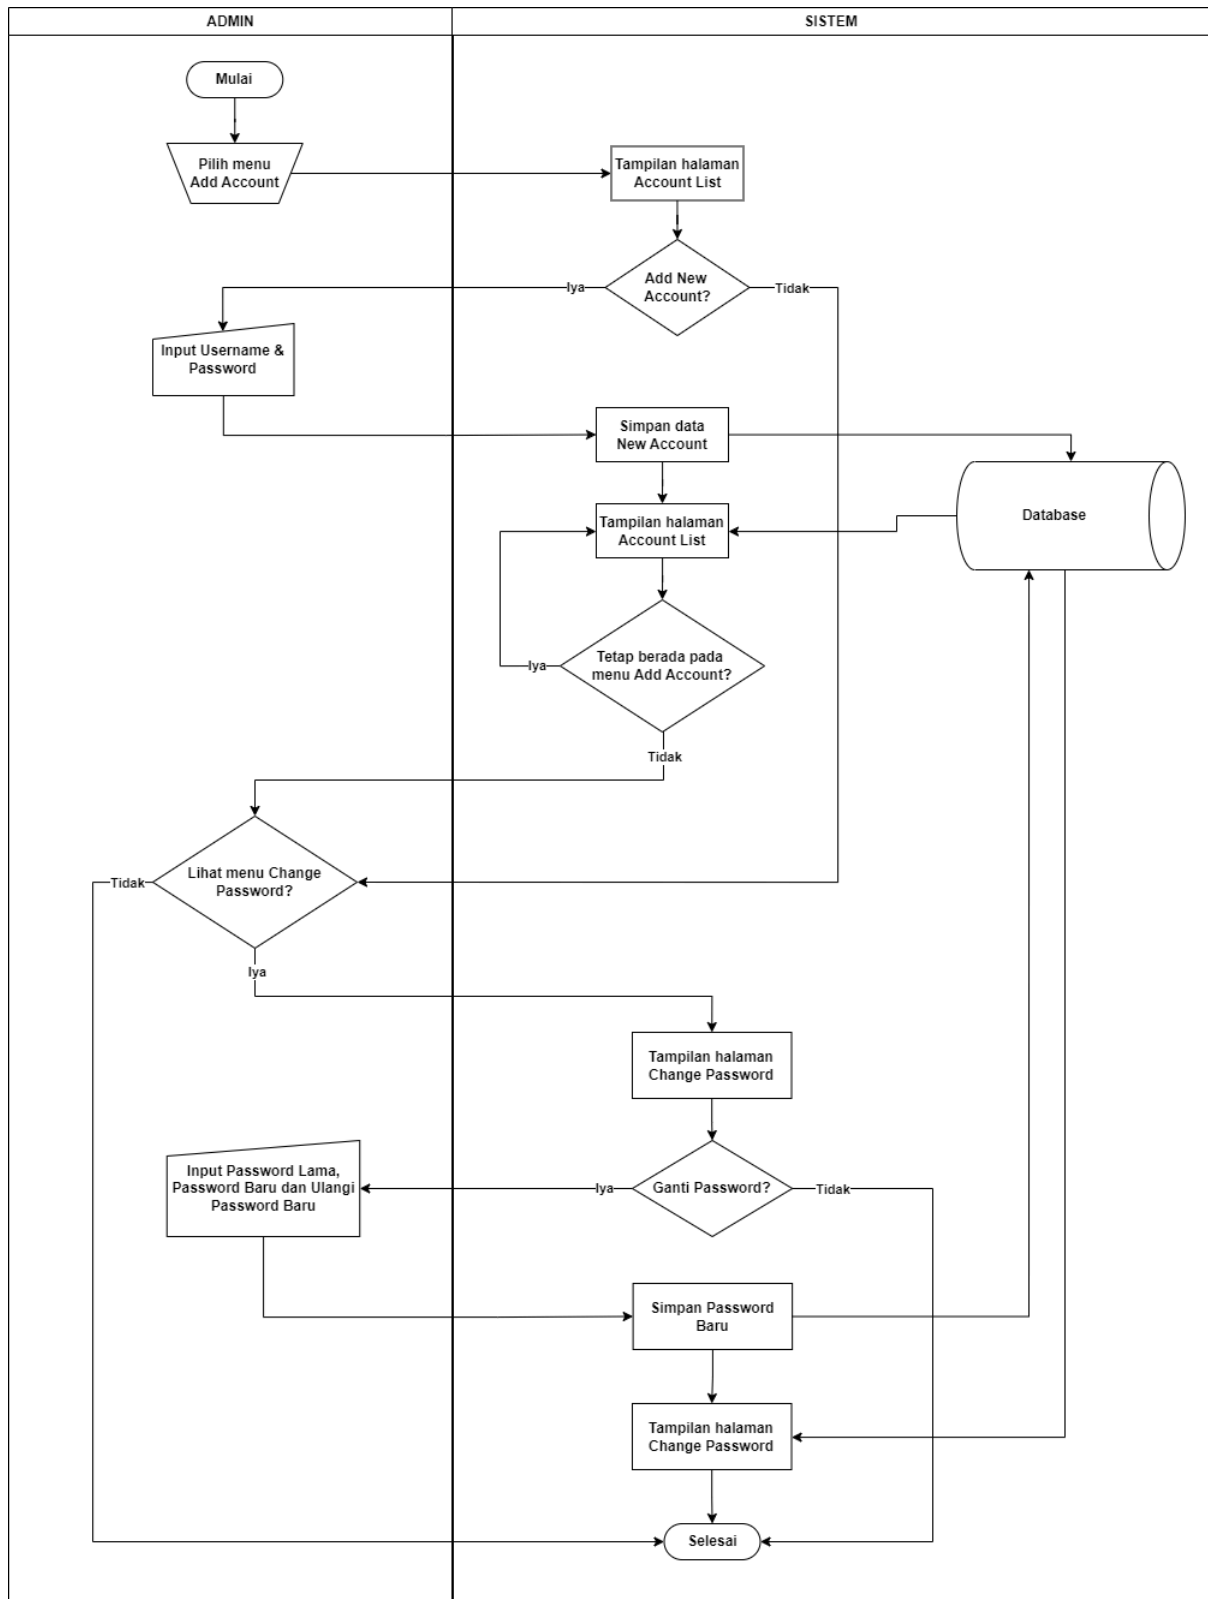 ADMIN
SISTEM
Mulai
Pilih menu
Add Account
Tampilan halaman
Account List
Add New
Account?
Iya
Tidak
Input Username &
Password
Simpan data
New Account
Tampilan halaman
Account List
Database
Tetap berada pada
menu Add Account?
Iya
Tidak
Lihat menu Change
Password?
Tidak
Iya
Tampilan halaman
Change Password
Ganti Password?
Iya
Tidak
Input Password Lama,
Password Baru dan Ulangi
Password Baru
Simpan Password
Baru
Tampilan halaman
Change Password
Selesai